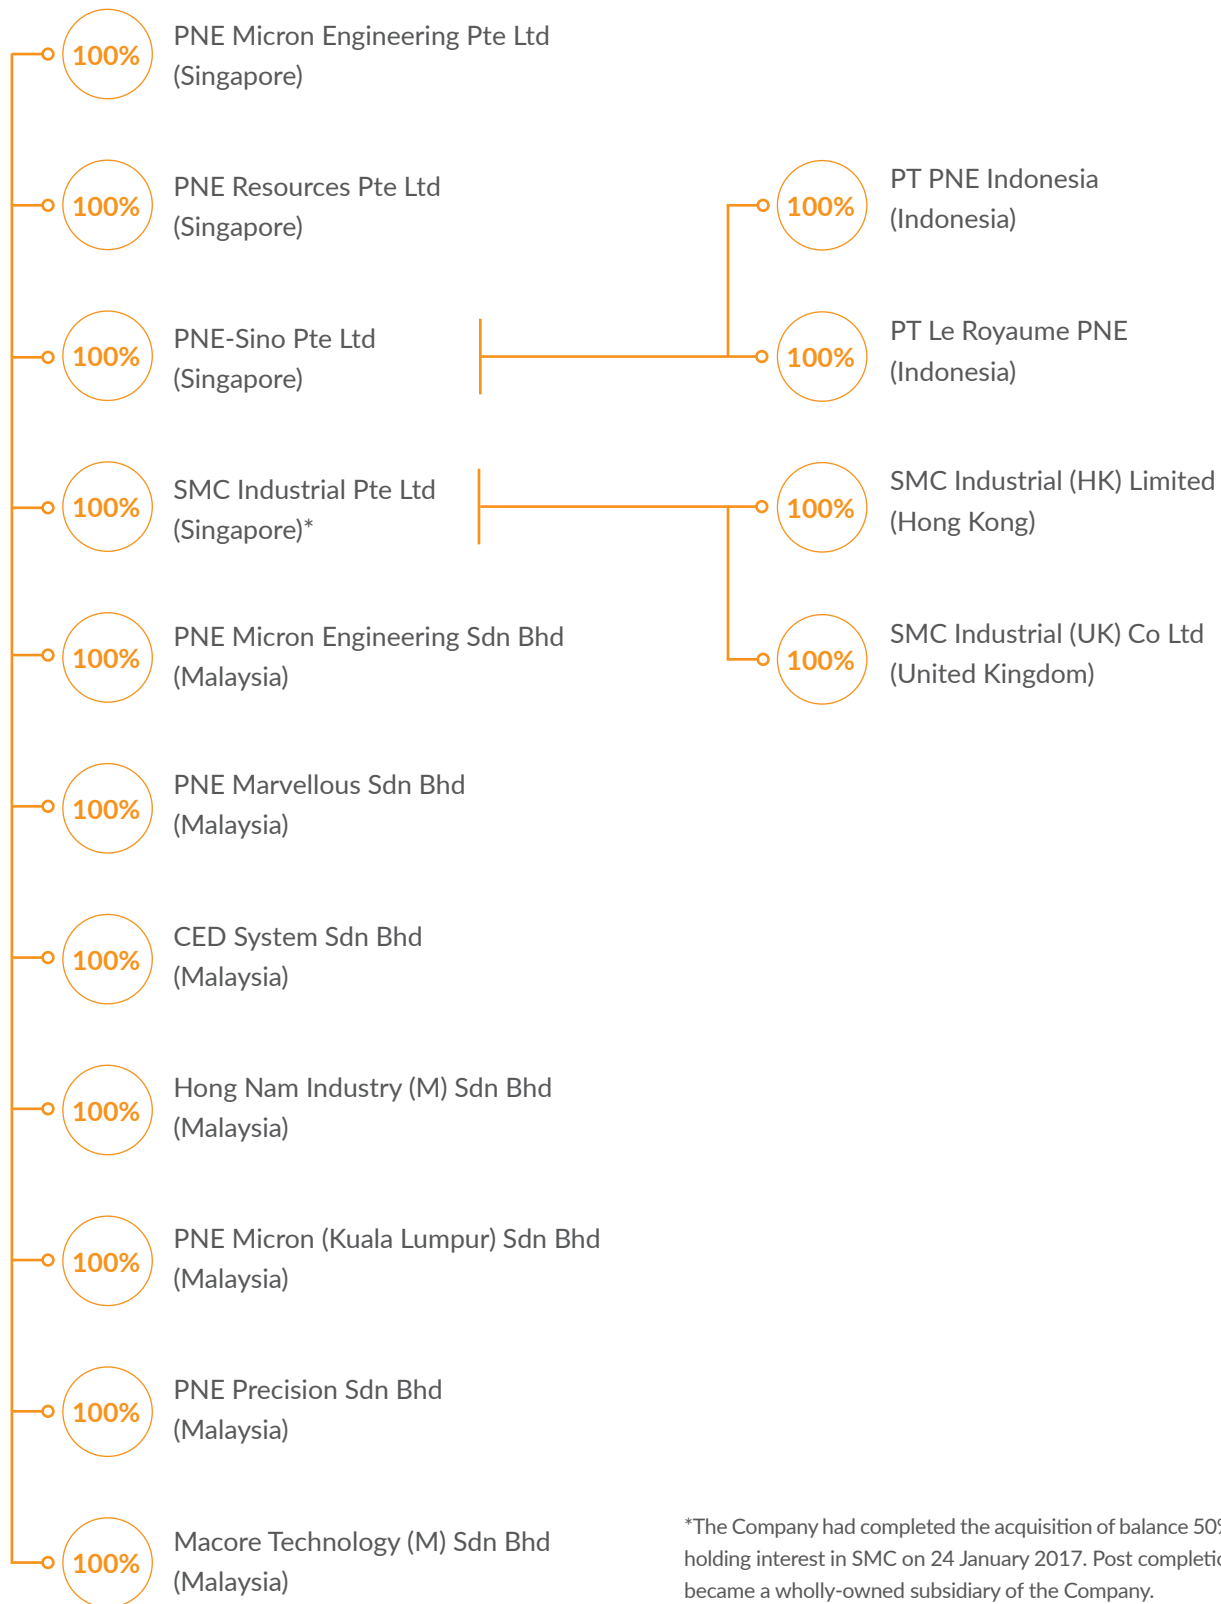 100%
PNE Micron Engineering Pte Ltd
(Singapore)
100%
PNE Resources Pte Ltd
(Singapore)
100%
PNE-Sino Pte Ltd
(Singapore)
100%
SMC Industrial Pte Ltd
(Singapore)*
100%
PNE Micron Engineering Sdn Bhd
(Malaysia)
100%
PNE Marvellous Sdn Bhd
(Malaysia)
100%
CED System Sdn Bhd
(Malaysia)
100%
Hong Nam Industry (M) Sdn Bhd
(Malaysia)
100%
PNE Micron (Kuala Lumpur) Sdn Bhd
(Malaysia)
100%
PNE Precision Sdn Bhd
(Malaysia)
100%
Macore Technology (M) Sdn Bhd
(Malaysia)
100%
PT PNE Indonesia
(Indonesia)
100%
PT Le Royaume PNE
(Indonesia)
100%
SMC Industrial (HK) Limited
(Hong Kong)
100%
SMC Industrial (UK) Co Ltd
(United Kingdom)
*The Company had completed the acquisition of balance 50%
holding interest in SMC on 24 January 2017. Post
became a wholly-owned subsidiary of the Company.